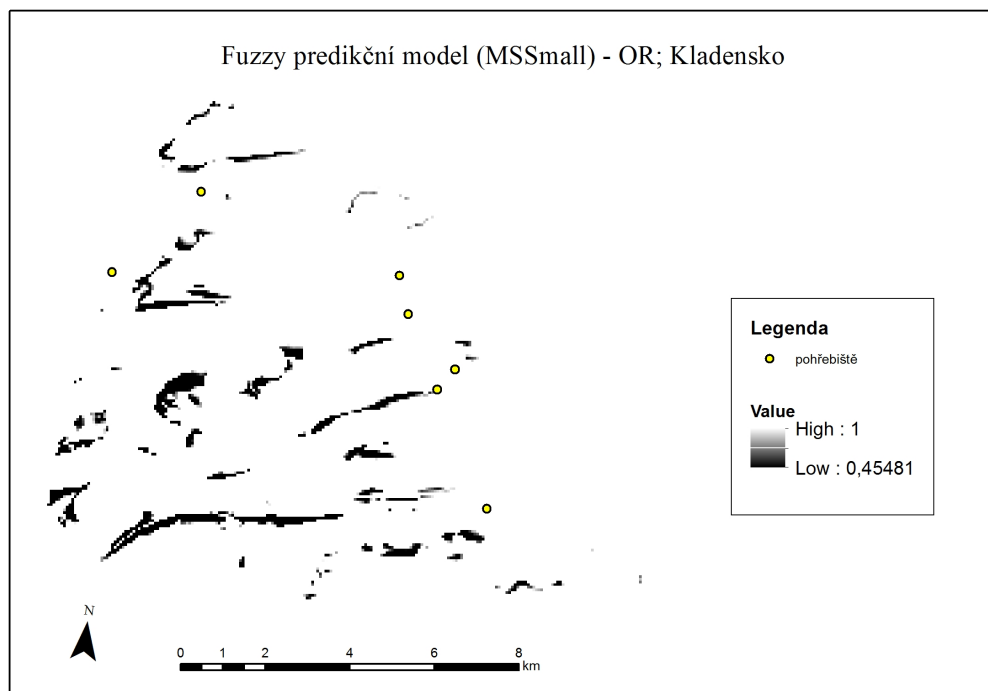 Fuzzy predikční model (MSSmall) - OR; Kladensko
Legenda
pohřebiště
Value
High : 1
Low : 0,45481
N
0 1 2 4 6 8
km